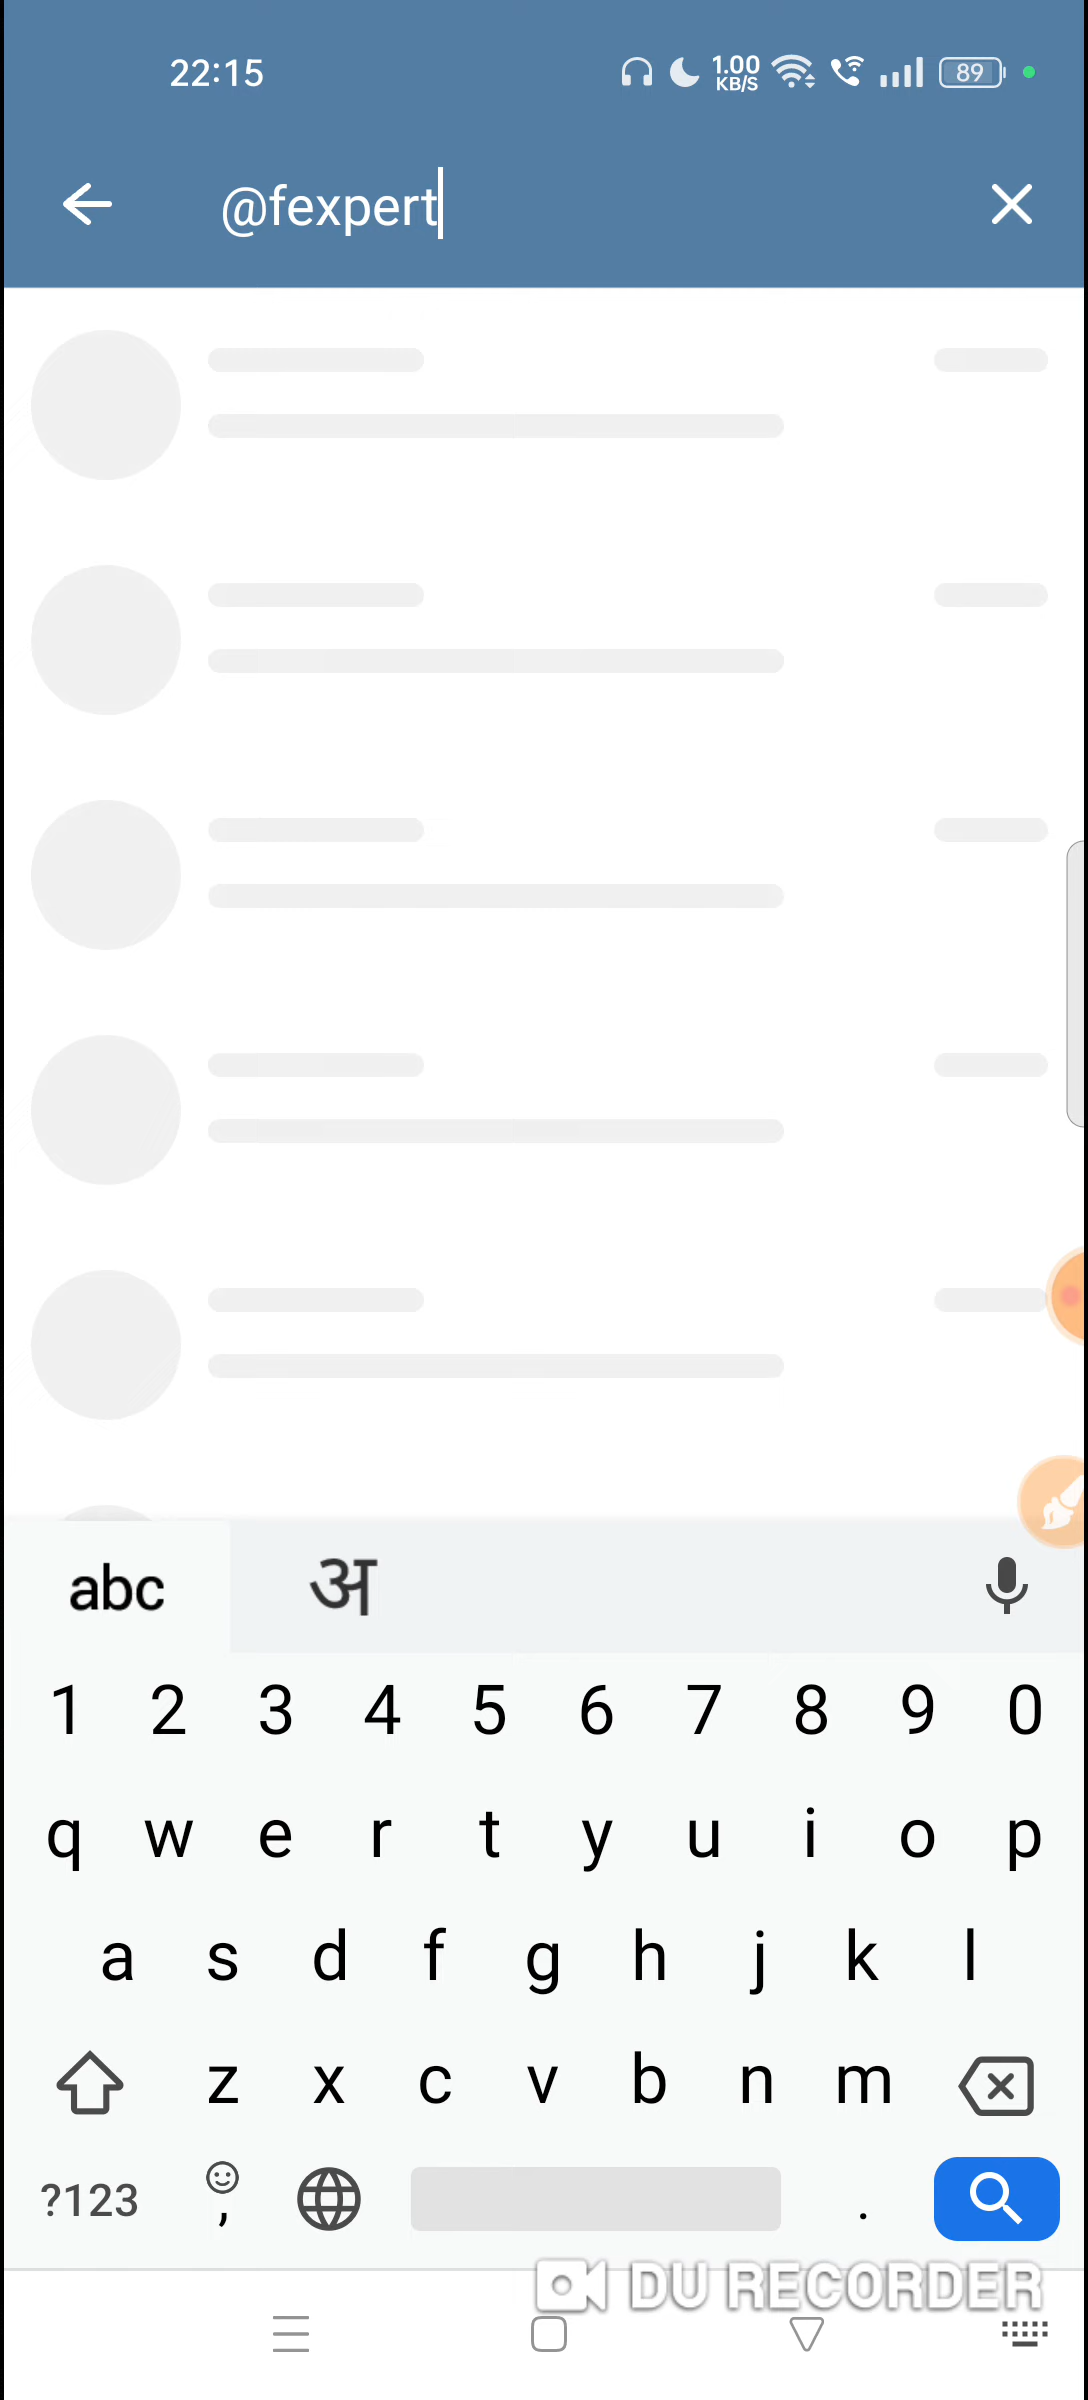 22:15 1.00 KB/S 89
@fexpert
abc अ
1 2 3 4 5 6 7 8 9 0
q w e r t y u i o p
a s d f g h j k l
z x c v b n m
?123 , .
DU RECORDER